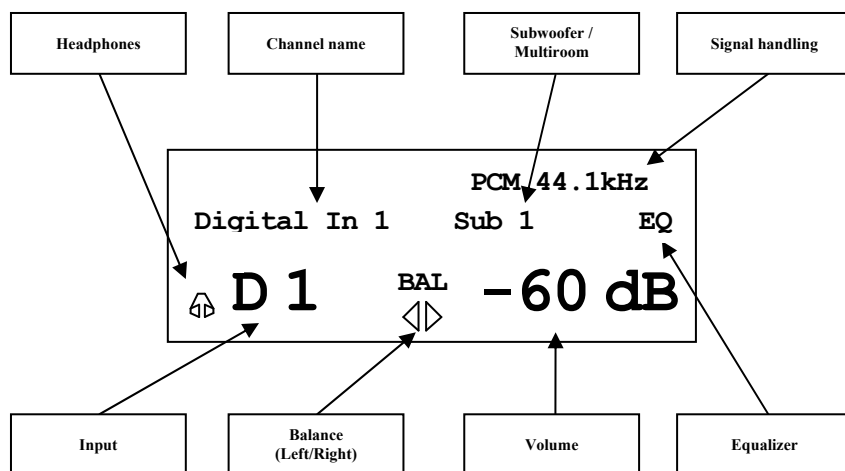 Headphones
Channel name
Subwoofer /
Multiroom
Signal handling
PCM 44.1kHz
Digital In 1 Sub 1 EQ
D 1 BAL -60 dB
Input
Balance
(Left/Right)
Volume
Equalizer